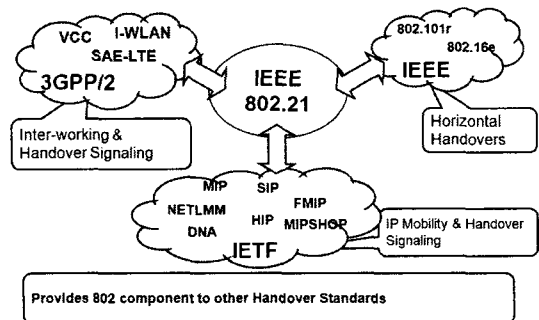 VCC I-WLAN
SAE-LTE
3GPP/2
IEEE
802.21
802.101r
802.16e
IEEE
Inter-working &
Handover Signaling
Horizontal
Handovers
MIP SIP
FMIP
NETLMM
HIP MIPSHOP
DNA
IETF
IP Mobility & Handover
Signaling
Provides 802 component to other Handover Standards